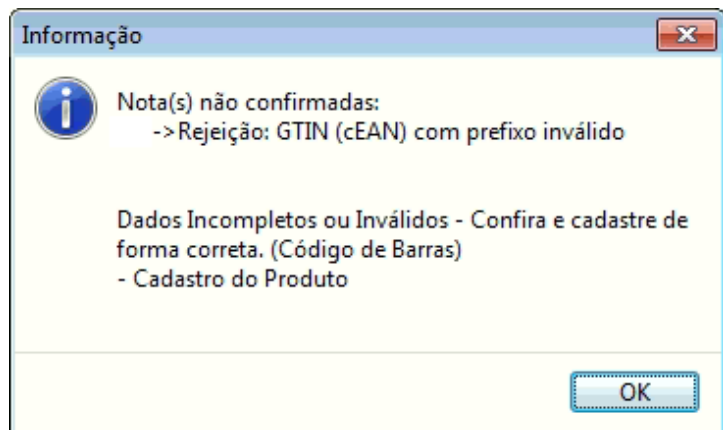 Informação
Nota(s) não confirmadas:
->Rejeição: GTIN (cEAN) com prefixo inválido
Dados Incompletos ou Inválidos - Confira e cadastre de
forma correta. (Código de Barras)
- Cadastro do Produto
OK